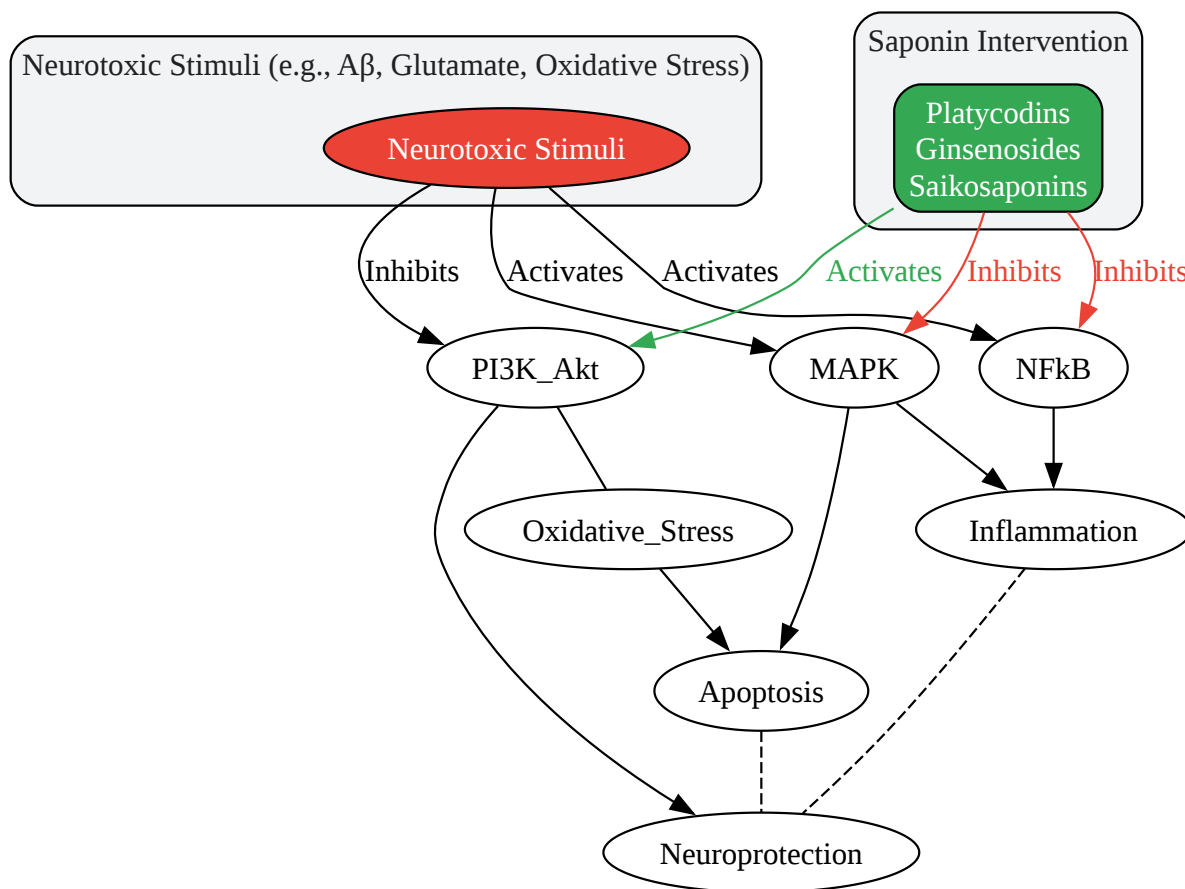 Saponin Intervention
Neurotoxic Stimuli (e.g., Aβ, Glutamate, Oxidative Stress)
Platycodins
Ginsenosides
Saikosaponins
Neurotoxic Stimuli
Inhibits
Activates
Activates
Activates
Inhibits
Inhibits
PI3K_Akt
MAPK
NFkB
Oxidative_Stress
Inflammation
Apoptosis
Neuroprotection